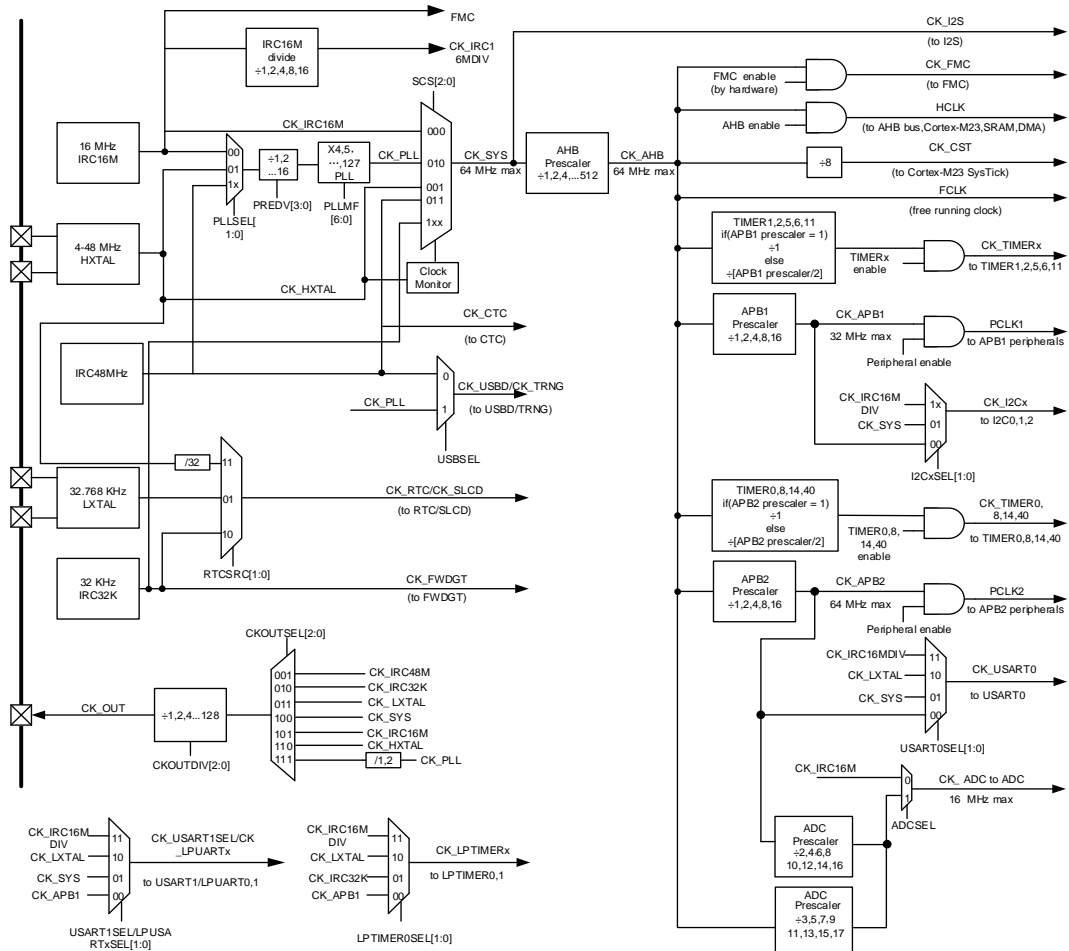 FMC
IRC16M
divide
÷1,2,4,8,16
CK_IRC1
6MDIV
CK_I2S
(to I2S)
SCS[2:0]
FMC enable
(by hardware)
CK_FMC
(to FMC)
16 MHz
IRC16M
CK_IRC16M
000
010
001
011
1xx
00
01
1x
÷1,2
...16
X4,5,
…,127
PLL
CK_PLL
PREDV[3:0]
PLLMF
[6:0]
PLLSEL[
1:0]
CK_SYS
64 MHz max
AHB
Prescaler
÷1,2,4,...512
CK_AHB
64 MHz max
AHB enable
HCLK
(to AHB bus,Cortex-M23,SRAM,DMA)
÷8
CK_CST
(to Cortex-M23 SysTick)
FCLK
(free running clock)
4-48 MHz
HXTAL
Clock
Monitor
CK_HXTAL
TIMER1,2,5,6,11
if(APB1 prescaler = 1)
÷1
else
÷[APB1 prescaler/2]
TIMERx
enable
CK_TIMERx
to TIMER1,2,5,6,11
CK_CTC
(to CTC)
APB1
Prescaler
÷1,2,4,8,16
CK_APB1
32 MHz max
Peripheral enable
PCLK1
to APB1 peripherals
IRC48MHz
CK_PLL
0
1
CK_USBD/CK_TRNG
(to USBD/TRNG)
USBSEL
CK_IRC16M
DIV
CK_SYS
1x
01
00
CK_I2Cx
to I2C0,1,2
I2CxSEL[1:0]
32.768 KHz
LXTAL
/32
11
01
10
CK_RTC/CK_SLCD
(to RTC/SLCD)
RTCSRC[1:0]
TIMER0,8,14,40
if(APB2 prescaler = 1)
÷1
else
÷[APB2 prescaler/2]
TIMER0,8,
14,40
enable
CK_TIMER0,
8,14,40
to TIMER0,8,14,40
32 KHz
IRC32K
CK_FWDGT
(to FWDGT)
APB2
Prescaler
÷1,2,4,8,16
CK_APB2
64 MHz max
Peripheral enable
PCLK2
to APB2 peripherals
CKOUTSEL[2:0]
001
010
011
100
101
110
111
CK_IRC48M
CK_IRC32K
CK_LXTAL
CK_SYS
CK_IRC16M
CK_HXTAL
/1,2
CK_PLL
CK_OUT
÷1,2,4...128
CKOUTDIV[2:0]
CK_IRC16MDIV
CK_LXTAL
CK_SYS
11
10
01
00
CK_USART0
to USART0
USART0SEL[1:0]
CK_IRC16M
0
1
ADCSEL
CK_ ADC to ADC
16 MHz max
ADC
Prescaler
÷2,4,6,8
10,12,14,16
ADC
Prescaler
÷3,5,7,9
11,13,15,17
CK_IRC16M
DIV
CK_LXTAL
CK_SYS
CK_APB1
11
10
01
00
CK_USART1SEL/CK
_LPUARTx
to USART1/LPUART0,1
USART1SEL/LPUSA
RTxSEL[1:0]
CK_IRC16M
DIV
CK_LXTAL
CK_IRC32K
CK_APB1
11
10
01
00
CK_LPTIMERx
to LPTIMER0,1
LPTIMER0SEL[1:0]